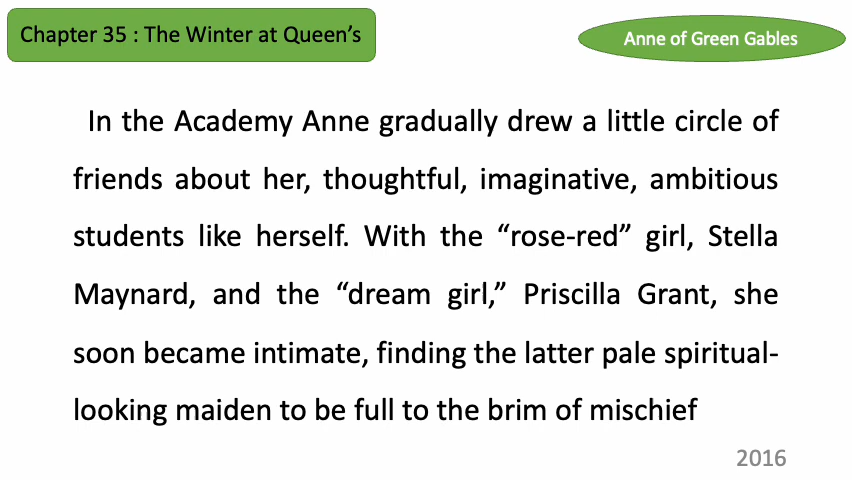 Chapter 35 : The Winter at Queen’s
Anne of Green Gables
In the Academy Anne gradually drew a little circle of
friends about her, thoughtful, imaginative, ambitious
students like herself. With the “rose-red” girl, Stella
Maynard, and the “dream girl,” Priscilla Grant, she
soon became intimate, finding the latter pale spiritual-
looking maiden to be full to the brim of mischief
2016